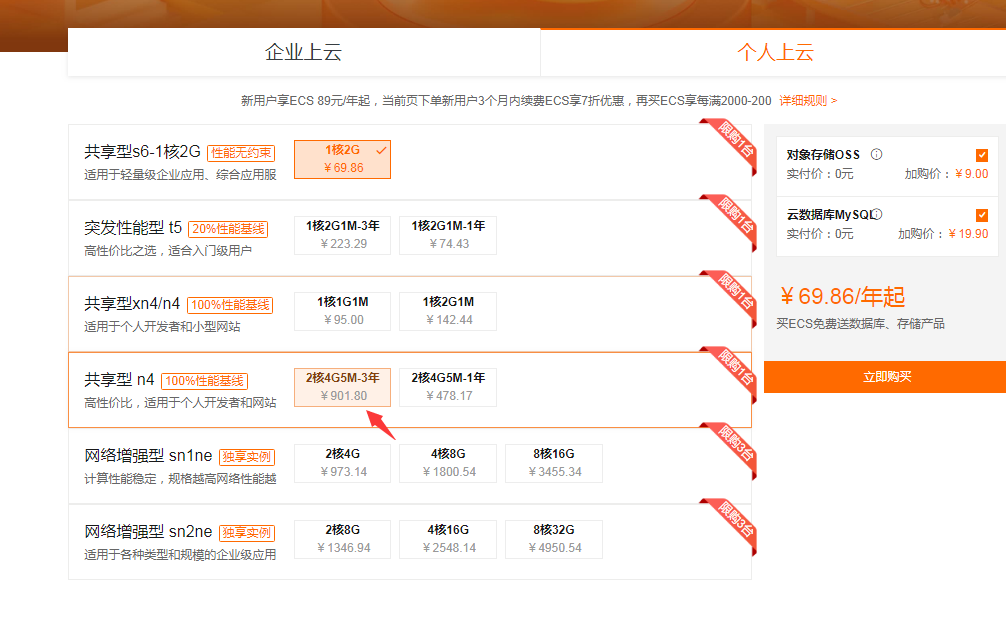 企业上云
个人上云
新用户享ECS 89元/年起，当前页下单新用户3个月内续费ECS享7折优惠，再买ECS享每满2000-200 详细规则 >
共享型s6-1核2G 性能无约束
适用于轻量级企业应用、综合应用服
1核2G
￥69.86
限购1台
突发性能型 t5 20%性能基线
高性价比之选，适合入门级用户
1核2G1M-3年
￥223.29
1核2G1M-1年
￥74.43
限购1台
共享型xn4/n4 100%性能基线
适用于个人开发者和小型网站
1核1G1M
￥95.00
1核2G1M
￥142.44
限购1台
共享型 n4 100%性能基线
高性价比，适用于个人开发者和网站
2核4G5M-3年
￥901.80
2核4G5M-1年
￥478.17
限购1台
网络增强型 sn1ne 独享实例
计算性能稳定，规格越高网络性能越
2核4G
￥973.14
4核8G
￥1800.54
8核16G
￥3455.34
限购3台
网络增强型 sn2ne 独享实例
适用于各种类型和规模的企业级应用
2核8G
￥1346.94
4核16G
￥2548.14
8核32G
￥4950.54
限购3台
对象存储OSS
实付价：0元 加购价：￥9.00
云数据库MySQL
实付价：0元 加购价：￥19.90
￥69.86/年起
买ECS免费送数据库、存储产品
立即购买